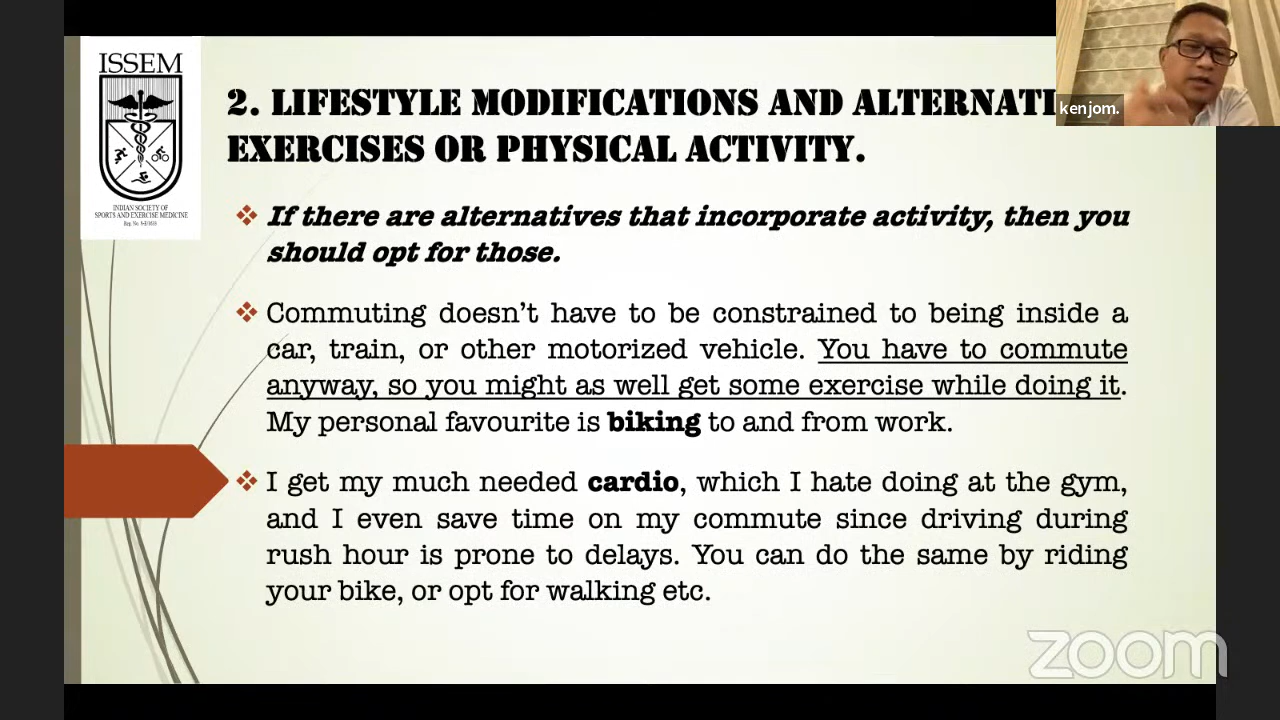 ISSEM
INDIAN SOCIETY OF
SPORTS AND EXERCISE MEDICINE
2. LIFESTYLE MODIFICATIONS AND ALTERNATI
EXERCISES OR PHYSICAL ACTIVITY.
kenjom.
❖ If there are alternatives that incorporate activity, then you
should opt for those.
❖ Commuting doesn’t have to be constrained to being inside a
car, train, or other motorized vehicle. You have to commute
anyway, so you might as well get some exercise while doing it.
My personal favourite is biking to and from work.
❖ I get my much needed cardio, which I hate doing at the gym,
and I even save time on my commute since driving during
rush hour is prone to delays. You can do the same by riding
your bike, or opt for walking etc.
zoom